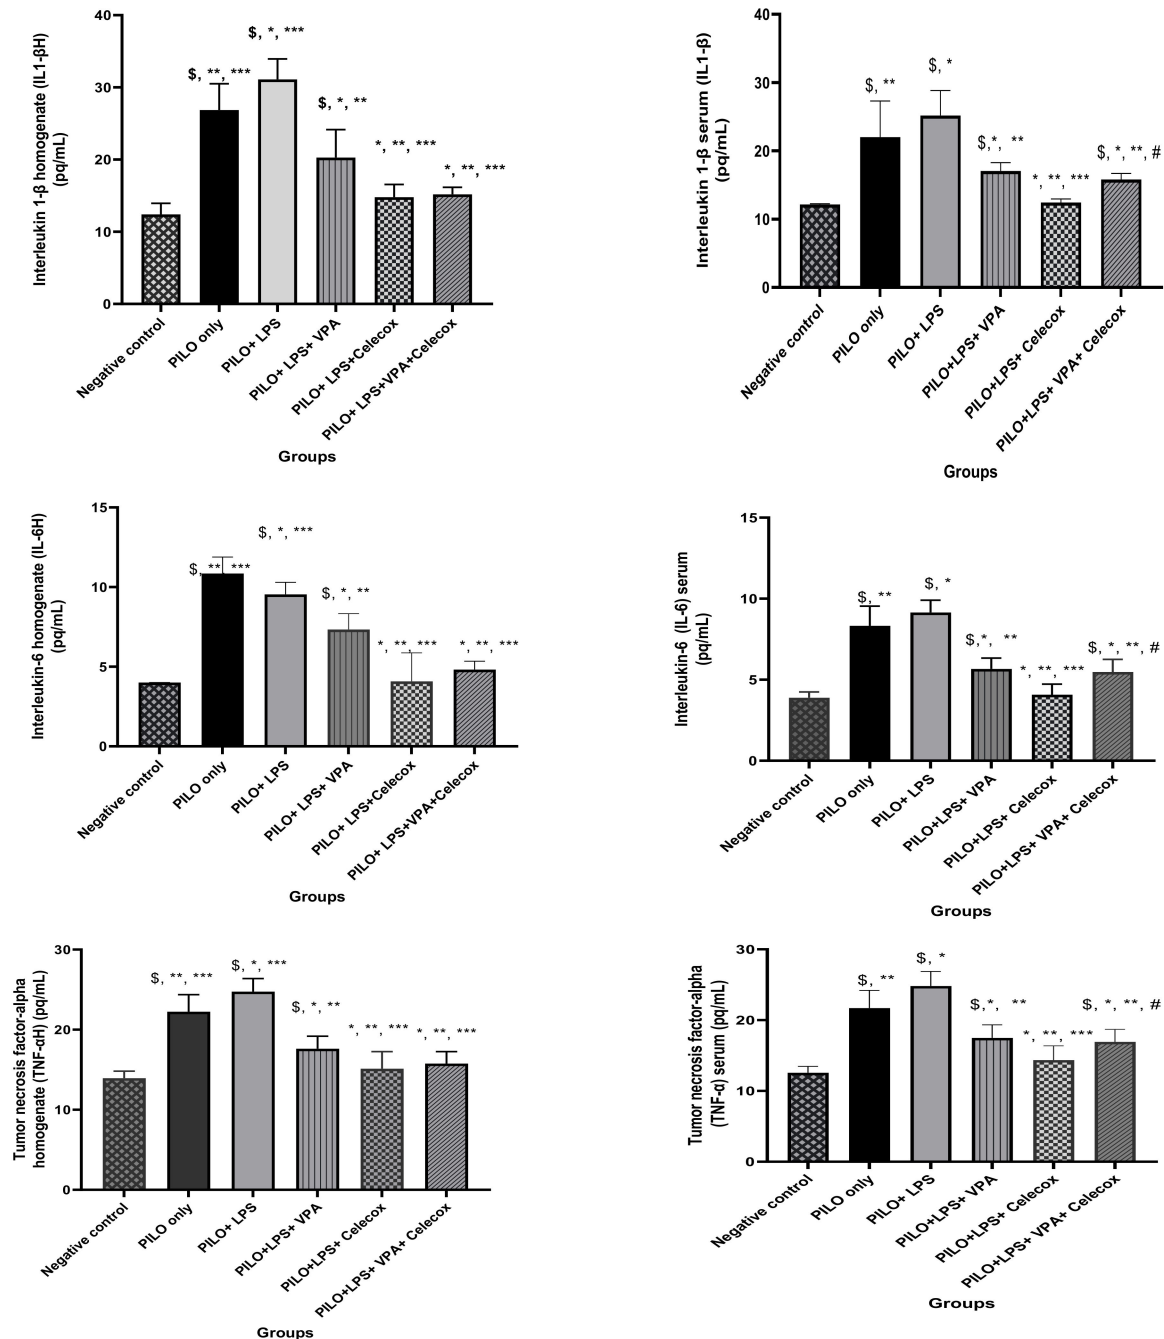 Interleukin 1-β homogenate (IL1-βH)
(pq/mL)
40
30
20
10
0
$, **, ***
$, *, ***
$, *, **
*, **, ***
*, **, ***
Negative control
PILO only
PILO+ LPS
PILO+ LPS+ VPA
PILO+ LPS+Celecox
PILO+ LPS+VPA+Celecox
Groups
Interleukin 1-β serum (IL1-β)
(pq/mL)
40
30
20
10
0
$, **
$, *
$,*, **
*, **, ***
$, *, **, #
Negative control
PILO only
PILO+ LPS
PILO+LPS+ VPA
PILO+LPS+ Celecox
PILO+LPS+ VPA+ Celecox
Groups
Interleukin-6 homogenate (IL-6H)
(pq/mL)
15
10
5
0
$, **, ***
$, *, ***
$, *, **
*, **, ***
*, **, ***
Negative control
PILO only
PILO+ LPS
PILO+ LPS+ VPA
PILO+ LPS+Celecox
PILO+ LPS+VPA+Celecox
Groups
Interleukin-6 (IL-6) serum
(pq/mL)
15
10
5
0
$, **
$, *
$,*, **
*, **, ***
$, *, **, #
Negative control
PILO only
PILO+ LPS
PILO+LPS+ VPA
PILO+LPS+ Celecox
PILO+LPS+ VPA+ Celecox
Groups
Tumor necrosis factor-alpha
homogenate (TNF-αH) (pq/mL)
30
20
10
0
$, **, ***
$, *, ***
$, *, **
*, **, ***
*, **, ***
Negative control
PILO only
PILO+ LPS
PILO+LPS+ VPA
PILO+LPS+ Celecox
PILO+LPS+ VPA+ Celecox
Groups
Tumor necrosis factor-alpha
(TNF-α) serum (pq/mL)
30
20
10
0
$, **
$, *
$,*, **
*, **, ***
$, *, **, #
Negative control
PILO only
PILO+ LPS
PILO+LPS+ VPA
PILO+LPS+ Celecox
PILO+LPS+ VPA+ Celecox
Groups